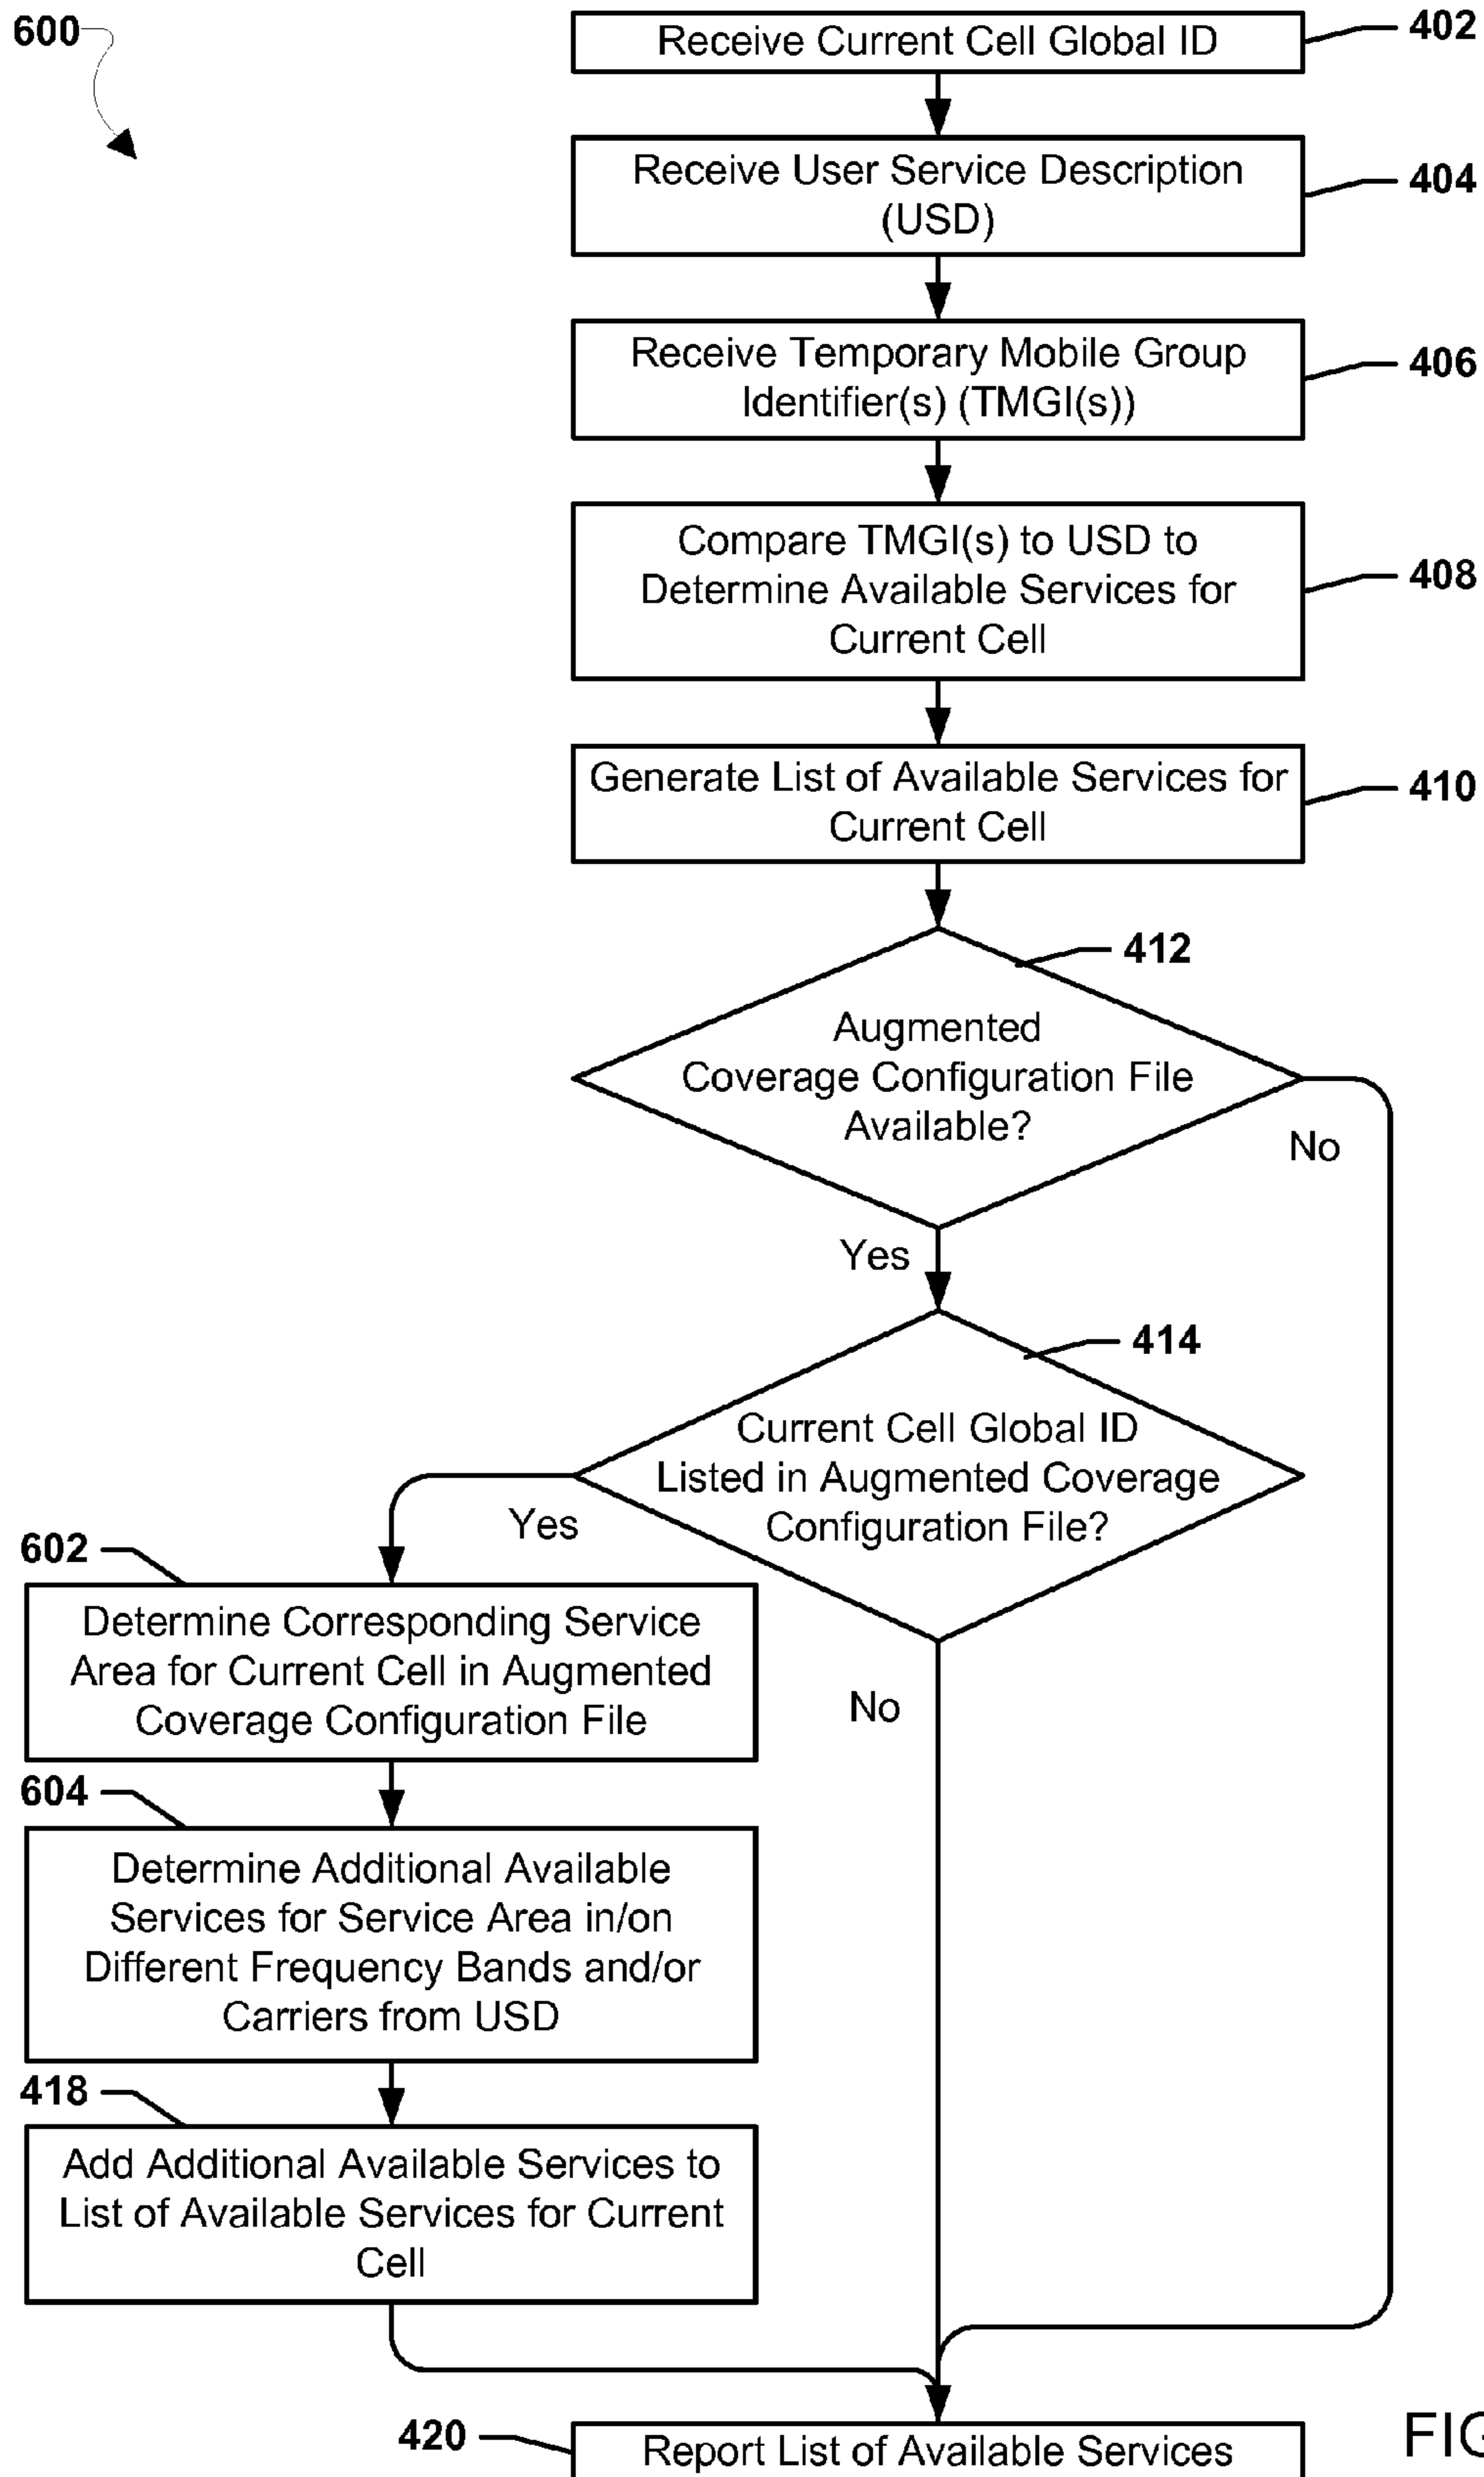 600
Receive Current Cell Global ID
402
Receive User Service Description
(USD)
404
Receive Temporary Mobile Group
Identifier(s) (TMGI(s))
406
Compare TMGI(s) to USD to
Determine Available Services for
Current Cell
408
Generate List of Available Services for
Current Cell
410
412
Augmented
Coverage Configuration File
Available?
No
Yes
414
Current Cell Global ID
Listed in Augmented Coverage
Configuration File?
Yes
No
602
Determine Corresponding Service
Area for Current Cell in Augmented
Coverage Configuration File
604
Determine Additional Available
Services for Service Area in/on
Different Frequency Bands and/or
Carriers from USD
418
Add Additional Available Services to
List of Available Services for Current
Cell
420
Report List of Available Services